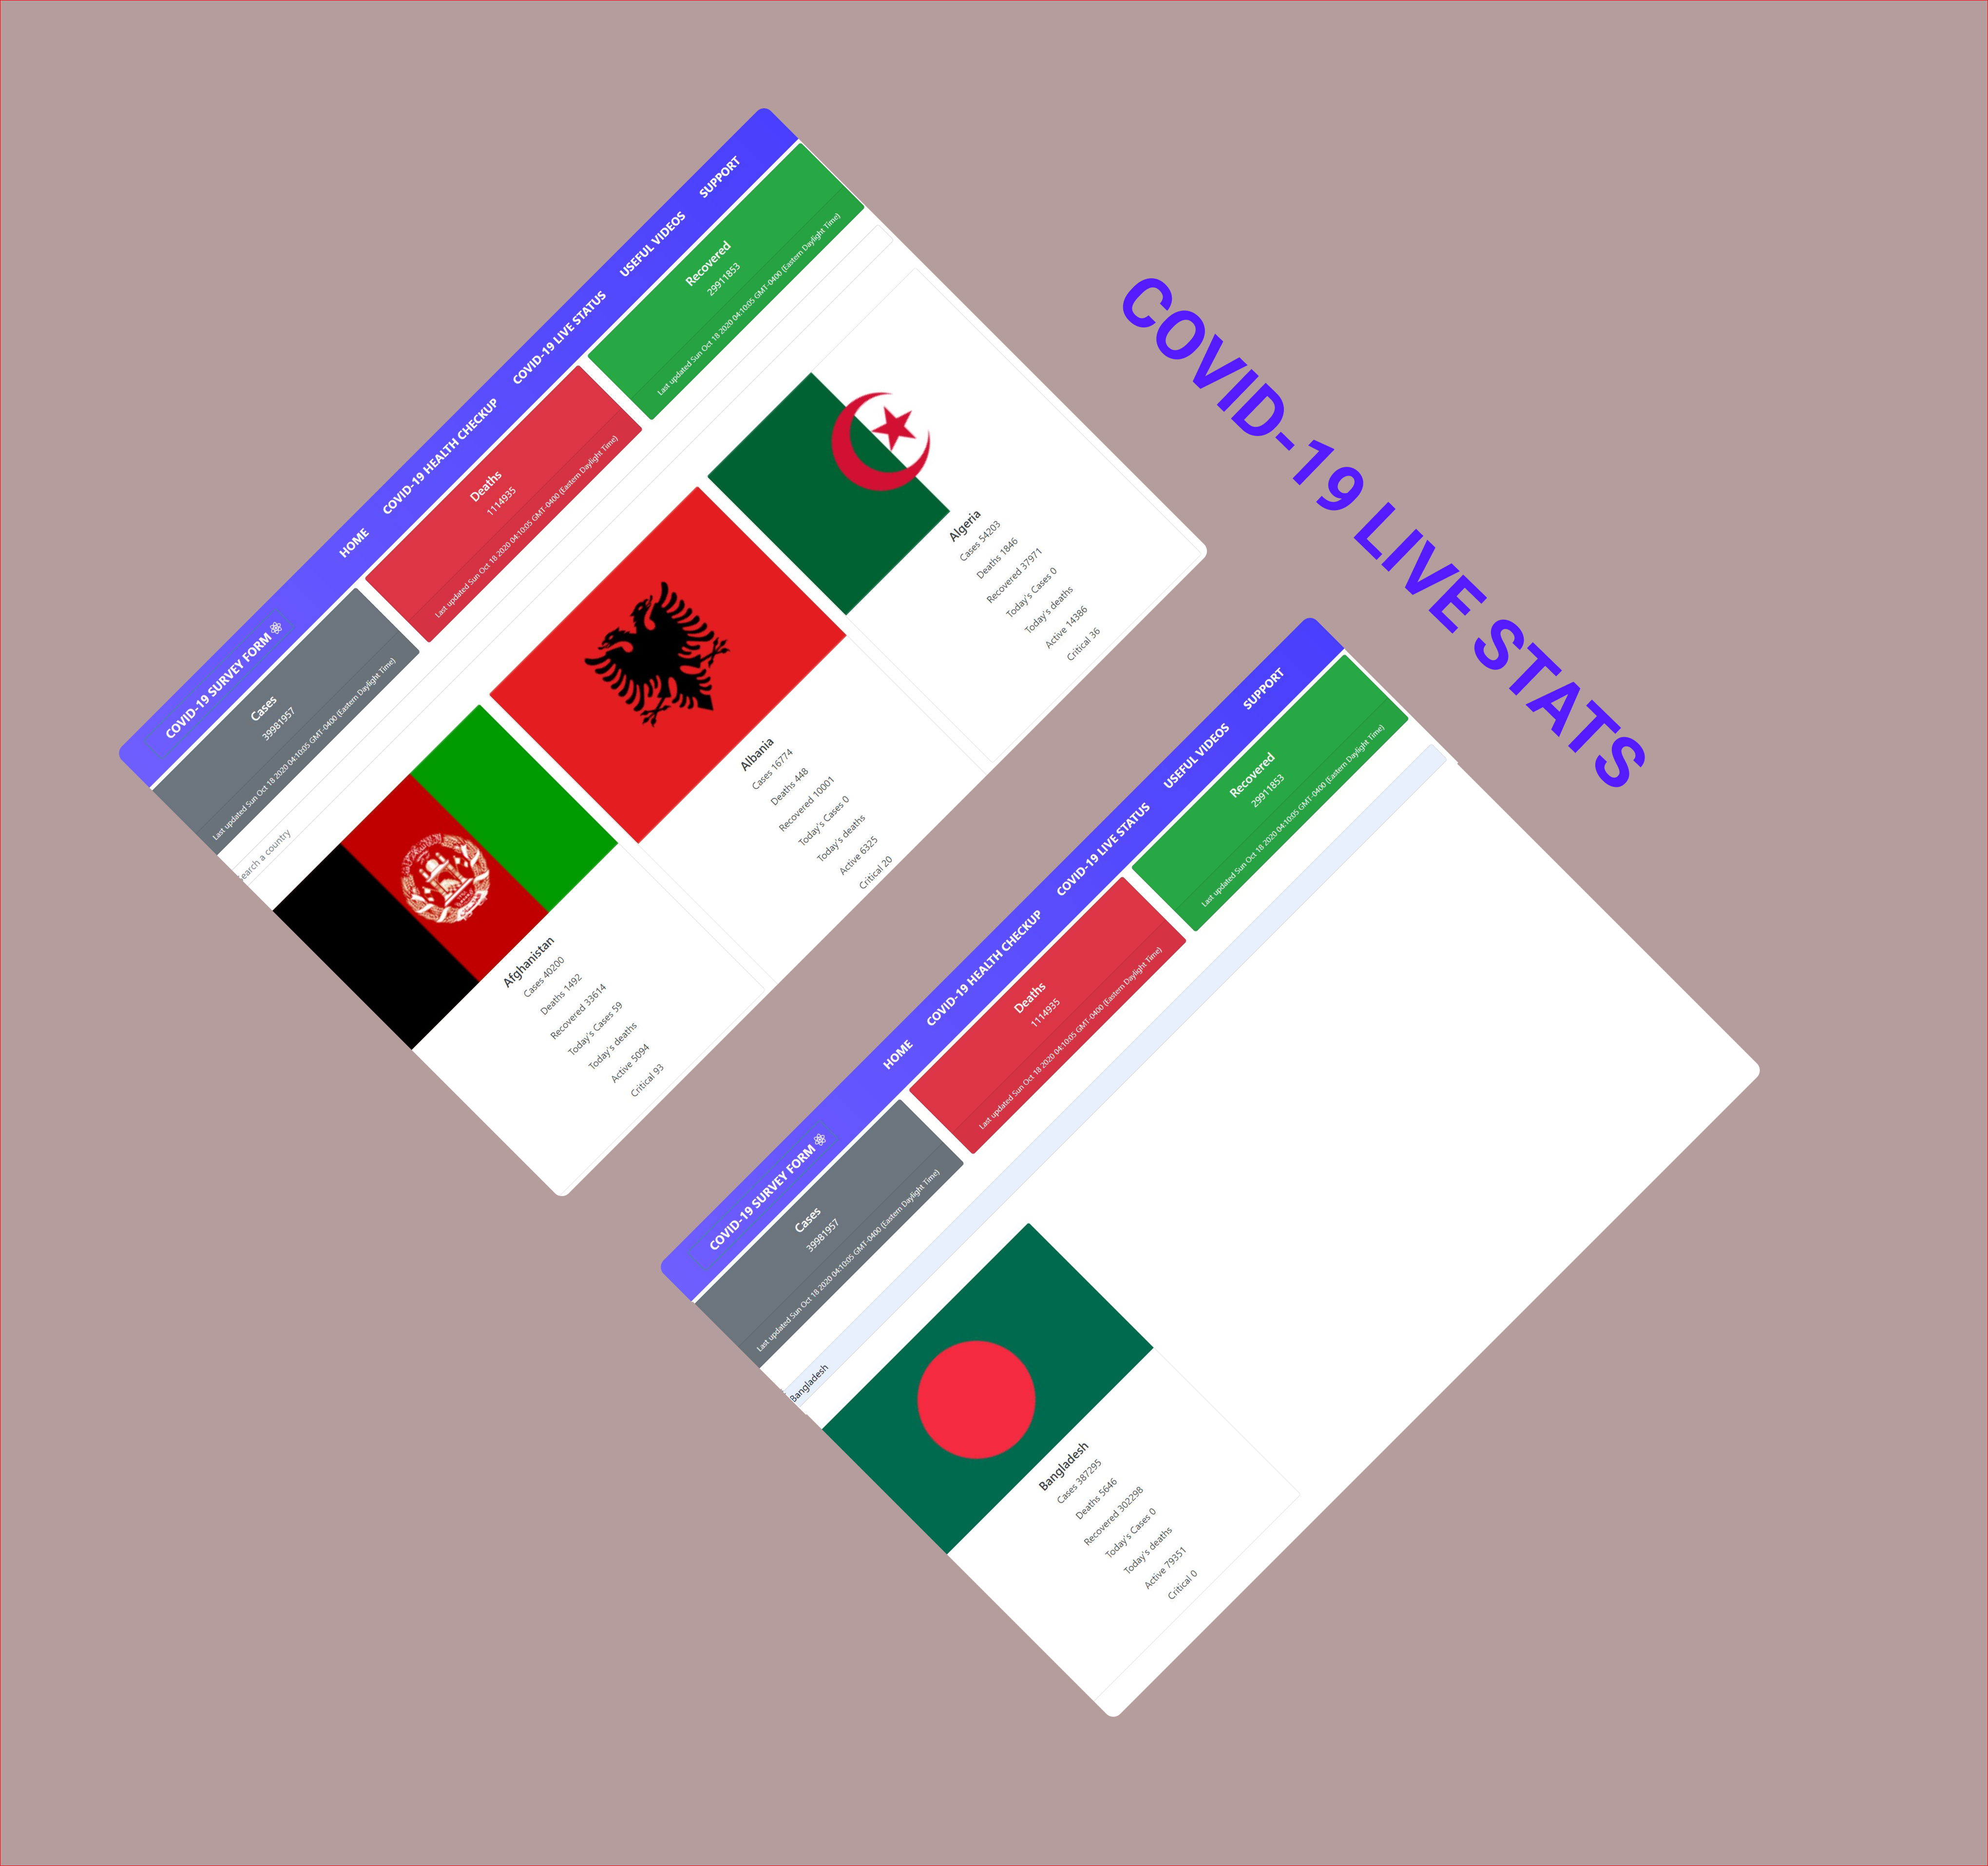 COVID-19 LIVE STATS
COVID-19 SURVEY FORM
HOME
COVID-19 HEALTH CHECKUP
COVID-19 LIVE STATUS
USEFUL VIDEOS
SUPPORT
Cases
39981957
Last updated Sun Oct 18 2020 04:10:05 GMT-0400 (Eastern Daylight Time)
Deaths
1114935
Last updated Sun Oct 18 2020 04:10:05 GMT-0400 (Eastern Daylight Time)
Recovered
29911853
Last updated Sun Oct 18 2020 04:10:05 GMT-0400 (Eastern Daylight Time)
earch a country
Afghanistan
Cases 40200
Deaths 1492
Recovered 33614
Today's Cases 59
Today's deaths
Active 5094
Critical 93
Albania
Cases 16774
Deaths 448
Recovered 10001
Today's Cases 0
Today's deaths
Active 6325
Critical 20
Algeria
Cases 54203
Deaths 1846
Recovered 37971
Today's Cases 0
Today's deaths
Active 14386
Critical 36
COVID-19 SURVEY FORM
HOME
COVID-19 HEALTH CHECKUP
COVID-19 LIVE STATUS
USEFUL VIDEOS
SUPPORT
Cases
39981957
Last updated Sun Oct 18 2020 04:10:05 GMT-0400 (Eastern Daylight Time)
Deaths
1114935
Last updated Sun Oct 18 2020 04:10:05 GMT-0400 (Eastern Daylight Time)
Recovered
29911853
Last updated Sun Oct 18 2020 04:10:05 GMT-0400 (Eastern Daylight Time)
Bangladesh
Bangladesh
Cases 387295
Deaths 5646
Recovered 302298
Today's Cases 0
Today's deaths
Active 79351
Critical 0